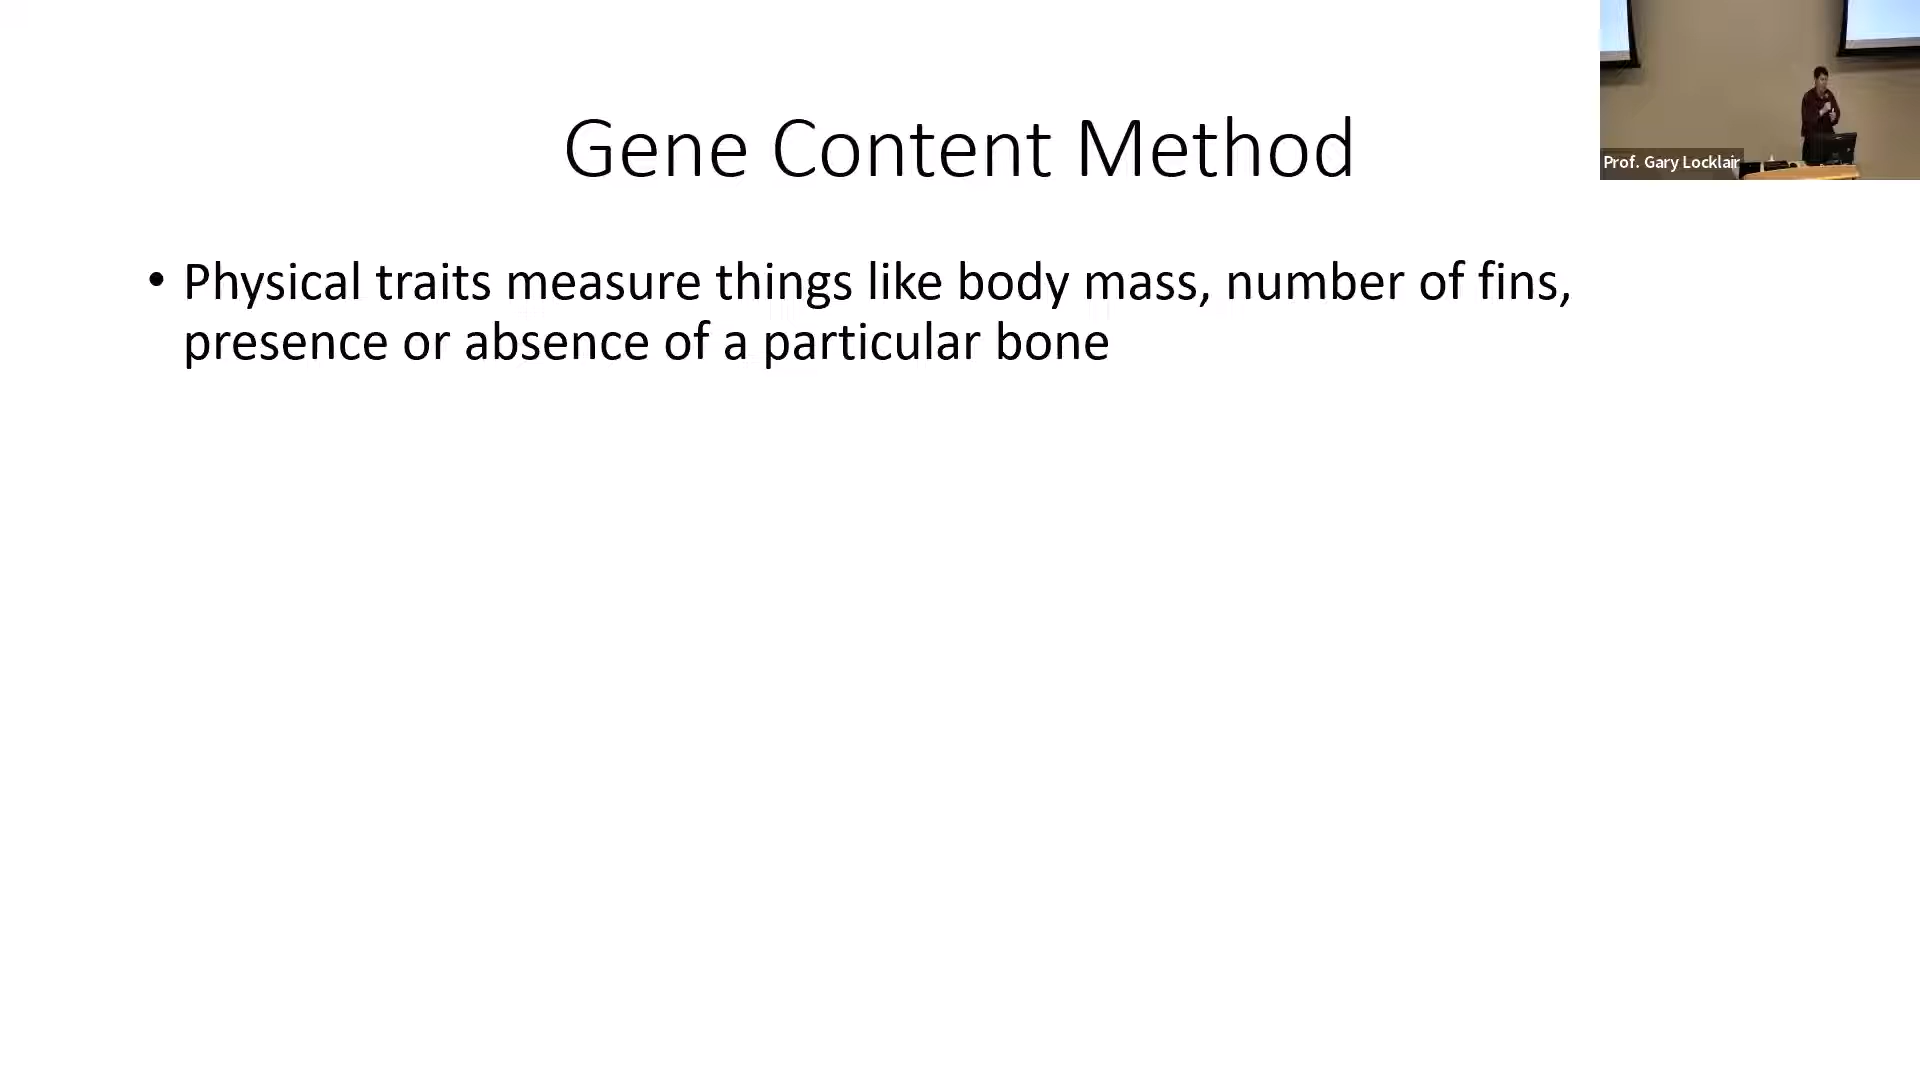 Gene Content Method
Prof. Gary Locklair
• Physical traits measure things like body mass, number of fins,
presence or absence of a particular bone